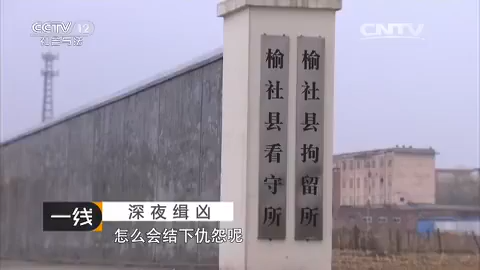 CCTV 12
社会与法
CNTV
榆社县看守所
榆社县拘留所
一线
深夜缉凶
怎么会结下仇怨呢